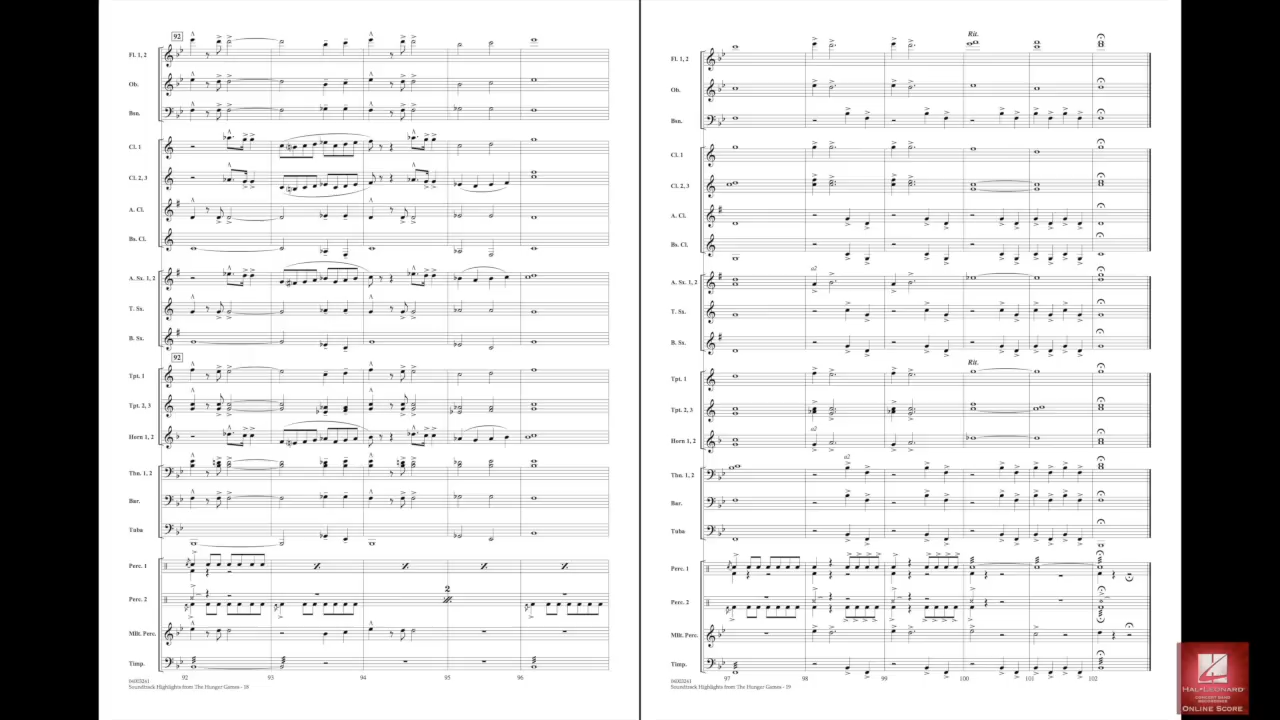 92
Fl. 1, 2
Ob.
Bsn.
Cl. 1
Cl. 2, 3
A. Cl.
Bs. Cl.
A. Sx. 1, 2
T. Sx.
B. Sx.
92
Tpt. 1
Tpt. 2, 3
Horn 1, 2
Tbn. 1, 2
Bar.
Tuba
Perc. 1
2
Perc. 2
Mlt. Perc.
Timp.
92 93 94 95 96
04003241
Soundtrack Highlights from The Hunger Games - 18
Rit.
Fl. 1, 2
Ob.
Bsn.
Cl. 1
Cl. 2, 3
A. Cl.
Bs. Cl.
a2
A. Sx. 1, 2
T. Sx.
B. Sx.
Rit.
Tpt. 1
Tpt. 2, 3
a2
Horn 1, 2
a2
Tbn. 1, 2
Bar.
Tuba
Perc. 1
Perc. 2
Mlt. Perc.
Timp.
97 98 99 100 101 102
04003241
Soundtrack Highlights from The Hunger Games - 19
HAL•LEONARD
CONCERT BAND
ONLINE SCORE